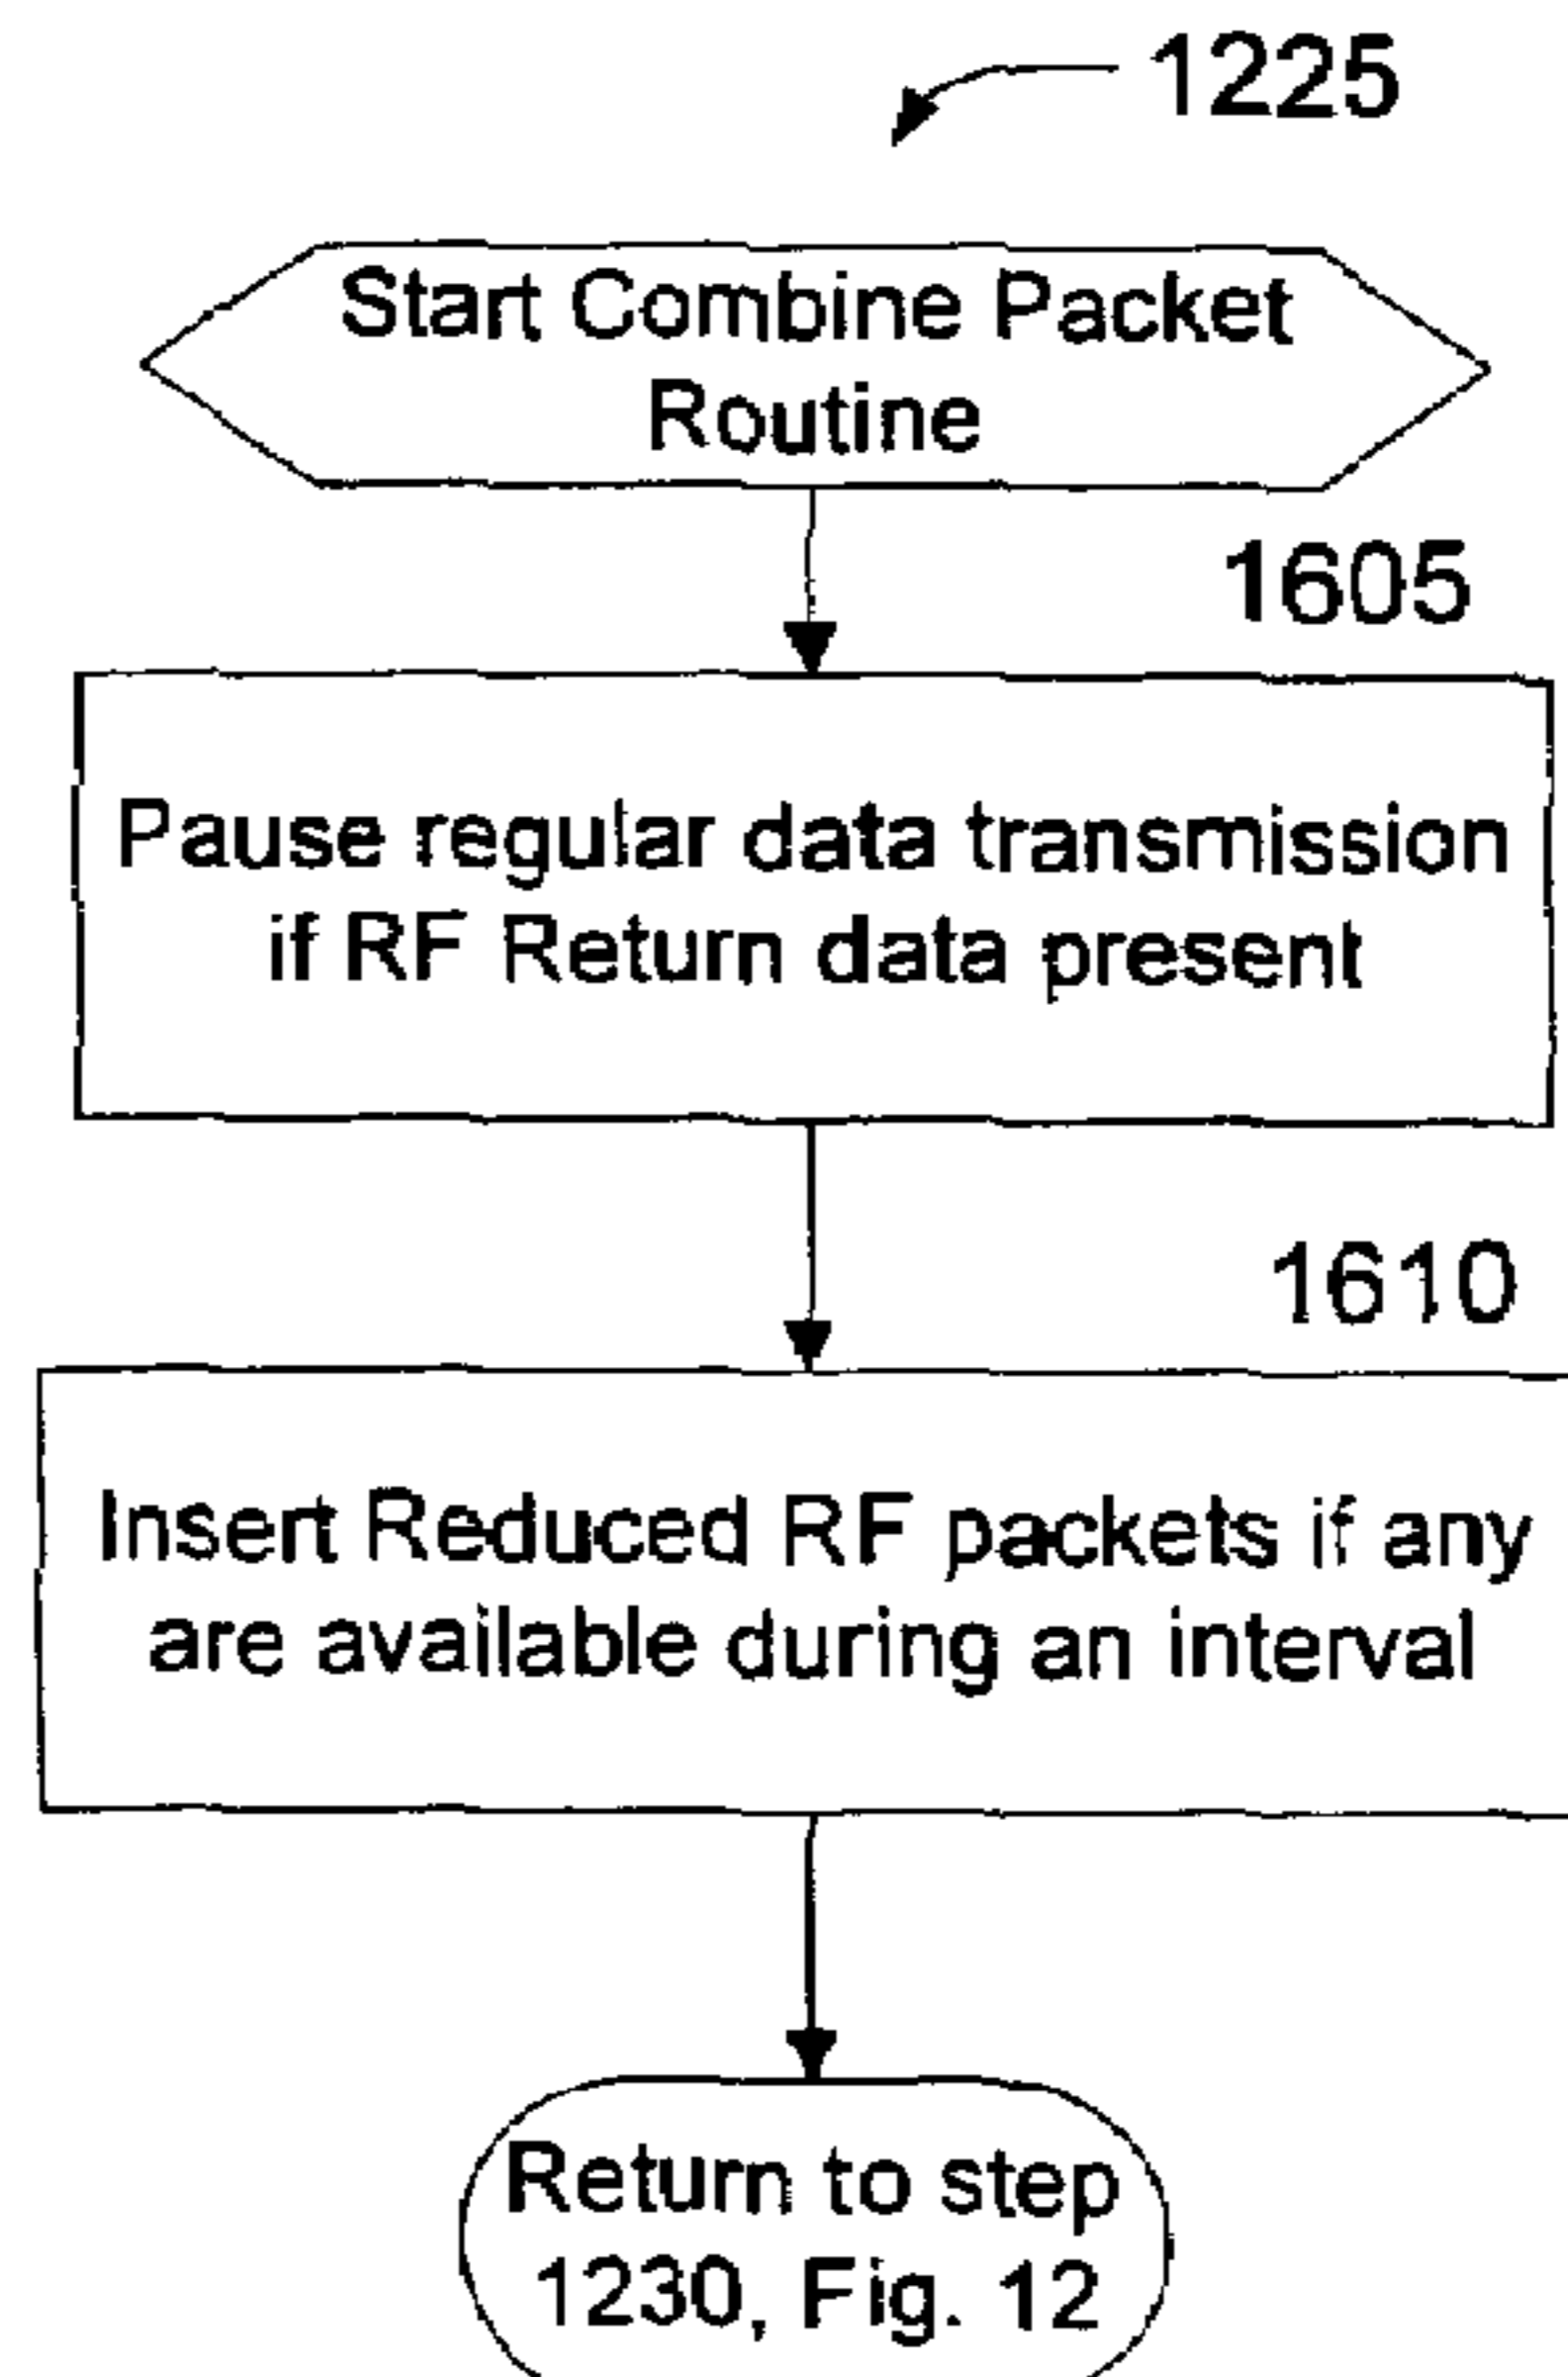 1225
Start Combine Packet
Routine
1605
Pause regular data transmission
if RF Return data present
1610
Insert Reduced RF packets if any
are available during an interval
Return to step
1230, Fig. 12